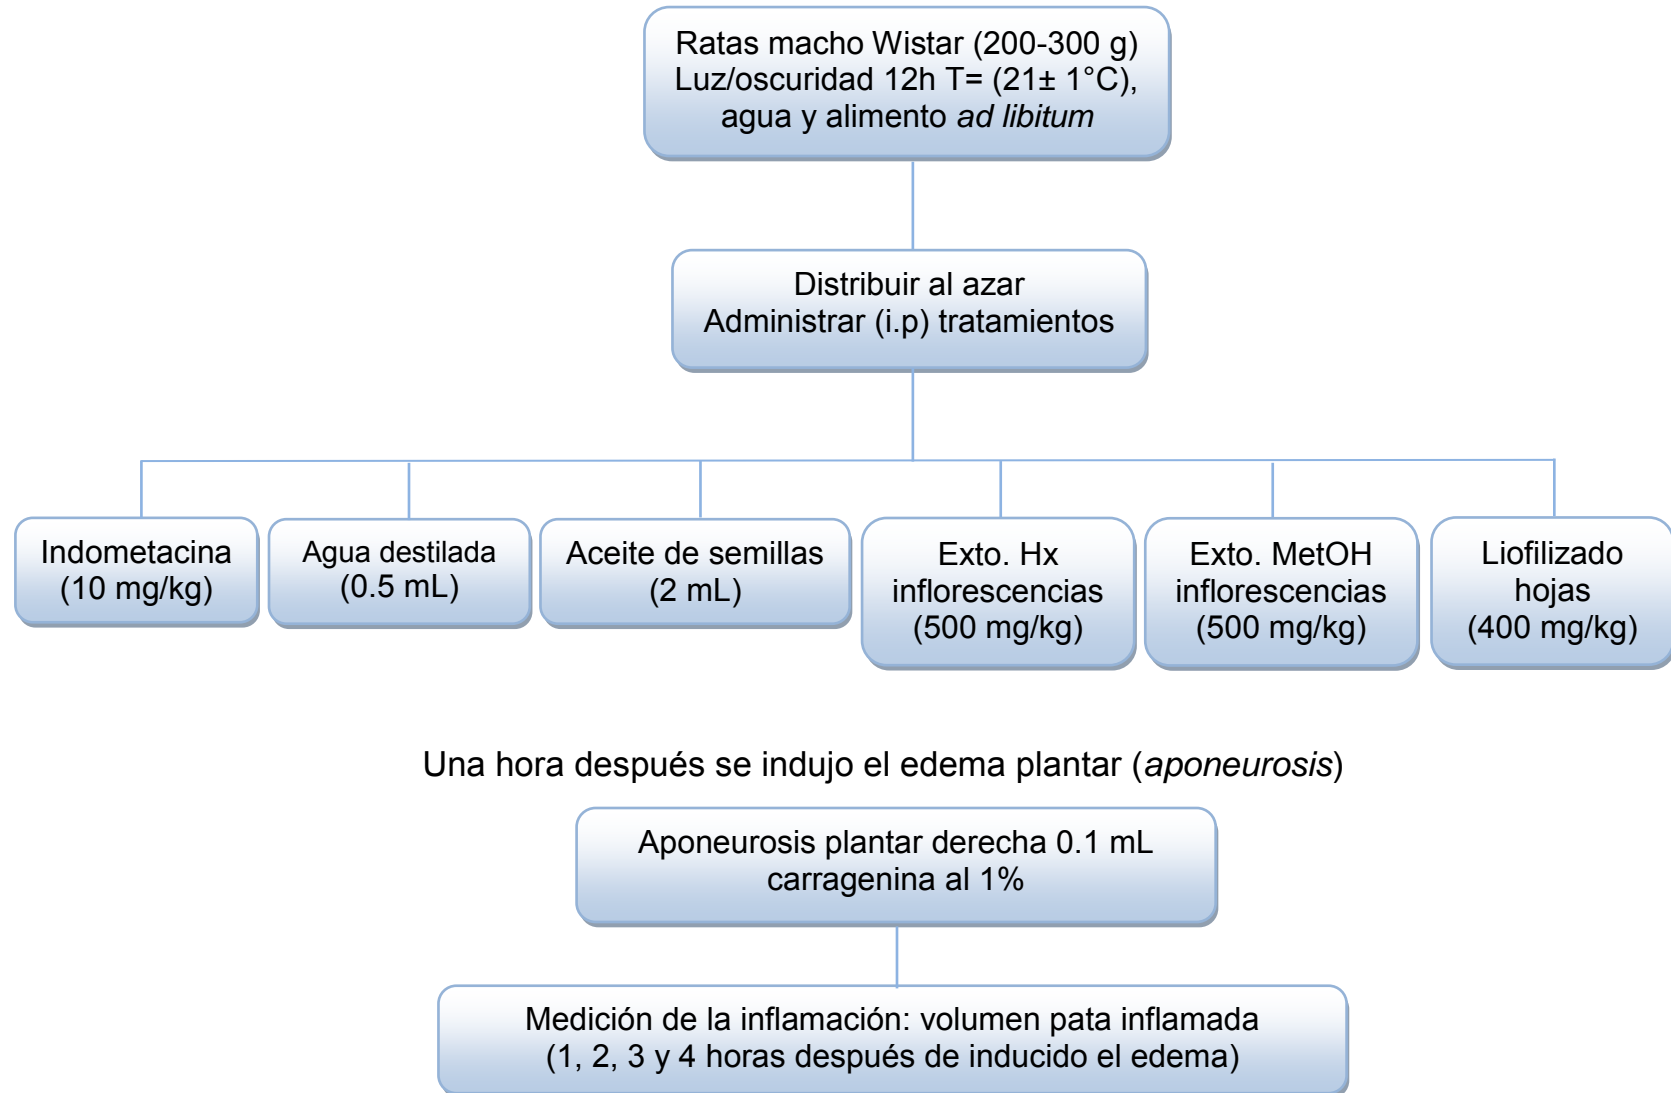 Ratas macho Wistar (200-300 g)
Luz/oscuridad 12h T= (21± 1°C),
agua y alimento ad libitum
Distribuir al azar
Administrar (i.p) tratamientos
Indometacina
(10 mg/kg)
Agua destilada
(0.5 mL)
Aceite de semillas
(2 mL)
Exto. Hx
inflorescencias
(500 mg/kg)
Exto. MetOH
inflorescencias
(500 mg/kg)
Liofilizado
hojas
(400 mg/kg)
Una hora después se indujo el edema plantar (aponeurosis)
Aponeurosis plantar derecha 0.1 mL
carragenina al 1%
Medición de la inflamación: volumen pata inflamada
(1, 2, 3 y 4 horas después de inducido el edema)